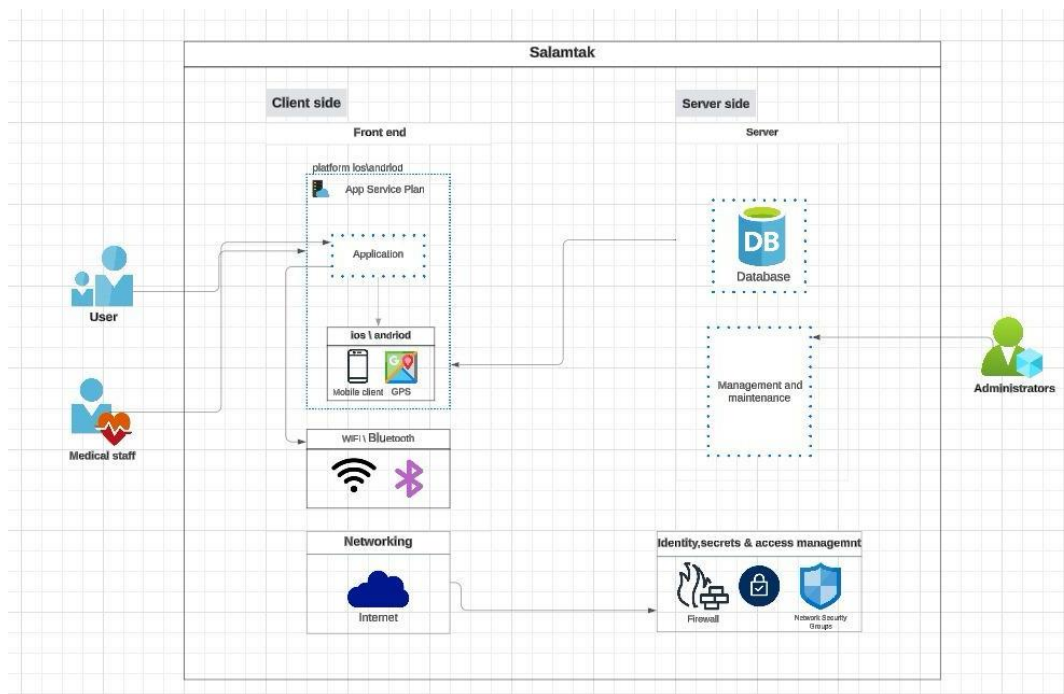 Salamtak
Client side
Server side
Front end
Server
platform ios\andriod
App Service Plan
Application
DB
Database
User
ios \ andriod
G
Mobile client
GPS
Management and
maintenance
Administrators
Medical staff
WIFI \ Bluetooth
Networking
Internet
Identity,secrets & access managemnt
Firewall
Network Security
Groups